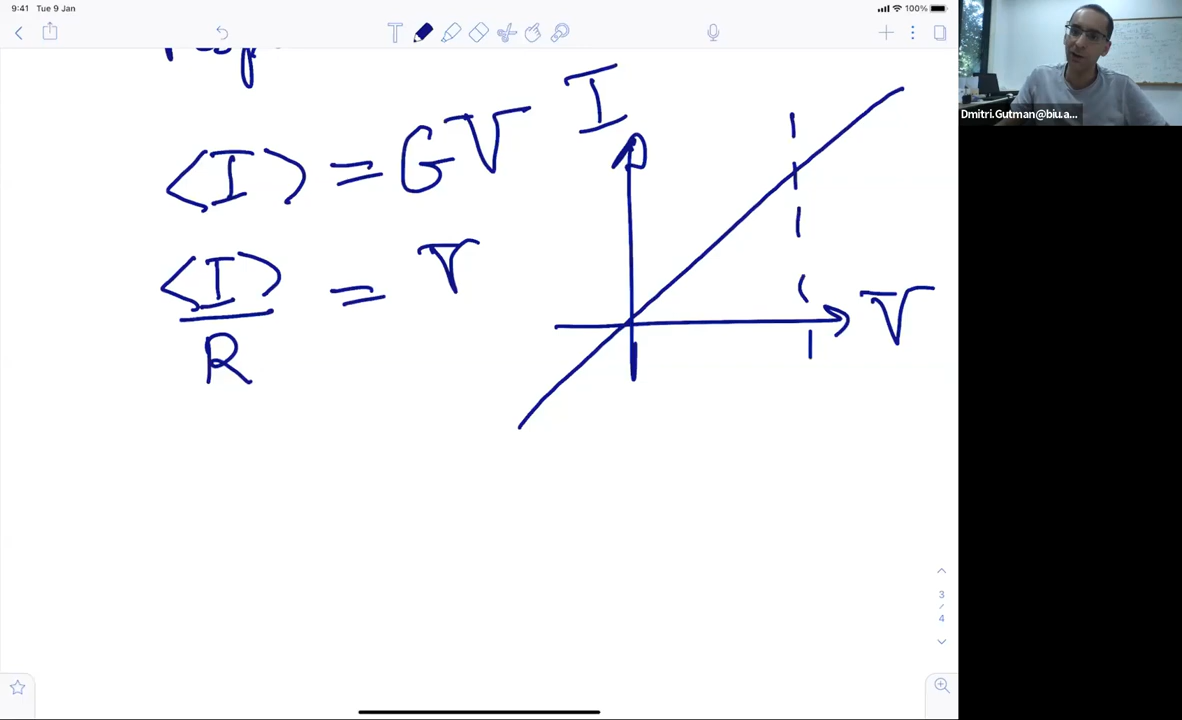 9:41 Tue 9 Jan
100%
T
I
⟨I⟩ = GV
⟨I⟩/R = V
V
Dmitri.Gutman@biu.a...
3
/
4